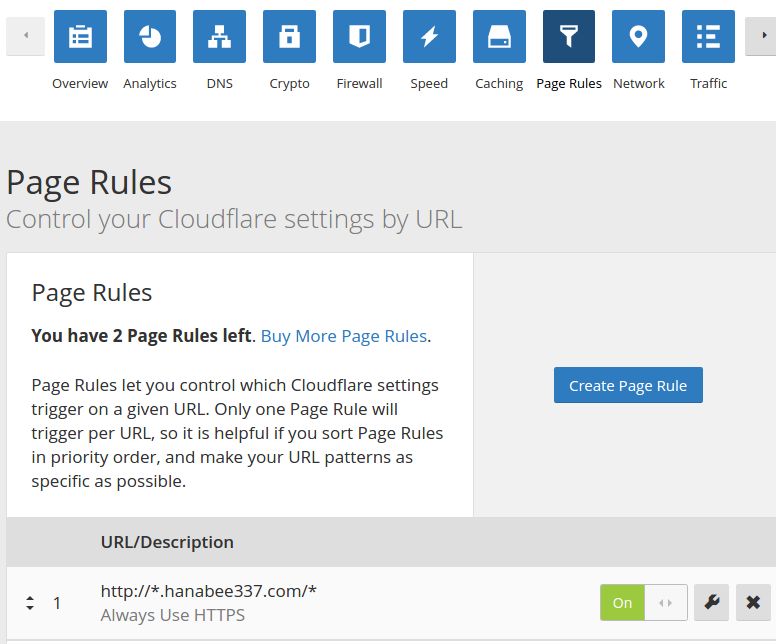 Overview Analytics DNS Crypto Firewall Speed Caching Page Rules Network Traffic
Page Rules
Control your Cloudflare settings by URL
Page Rules
You have 2 Page Rules left. Buy More Page Rules.
Page Rules let you control which Cloudflare settings
trigger on a given URL. Only one Page Rule will
trigger per URL, so it is helpful if you sort Page Rules
in priority order, and make your URL patterns as
specific as possible.
Create Page Rule
URL/Description
1 http://*.hanabee337.com/* On
Always Use HTTPS